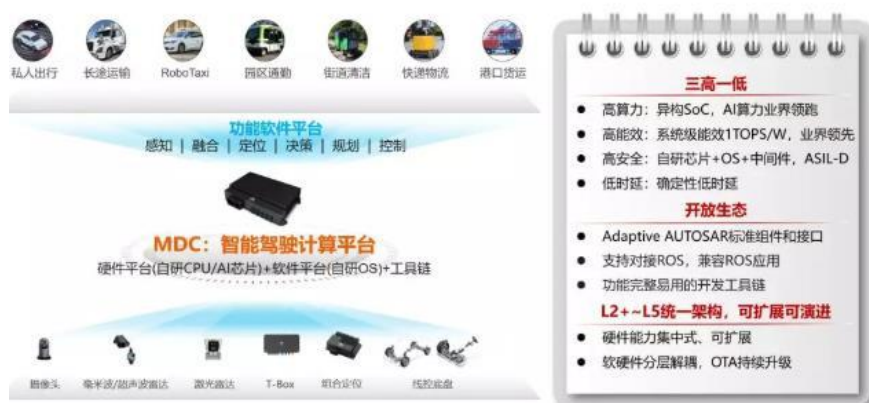 私人出行
长途运输
RoboTaxi
园区通勤
街道清洁
快递物流
港口货运
功能软件平台
感知 | 融合 | 定位 | 决策 | 规划 | 控制
MDC：智能驾驶计算平台
硬件平台(自研CPU/AI芯片)+软件平台(自研OS)+工具链
摄像头
毫米波/超声波雷达
激光雷达
T-Box
组合定位
线控底盘
三高一低
● 高算力：异构SoC，AI算力业界领跑
● 高能效：系统级能效1TOPS/W，业界领先
● 高安全：自研芯片+OS+中间件，ASIL-D
● 低时延：确定性低时延
开放生态
● Adaptive AUTOSAR标准组件和接口
● 支持对接ROS，兼容ROS应用
● 功能完整易用的开发工具链
L2+~L5统一架构，可扩展可演进
● 硬件能力集中式、可扩展
● 软硬件分层解耦，OTA持续升级